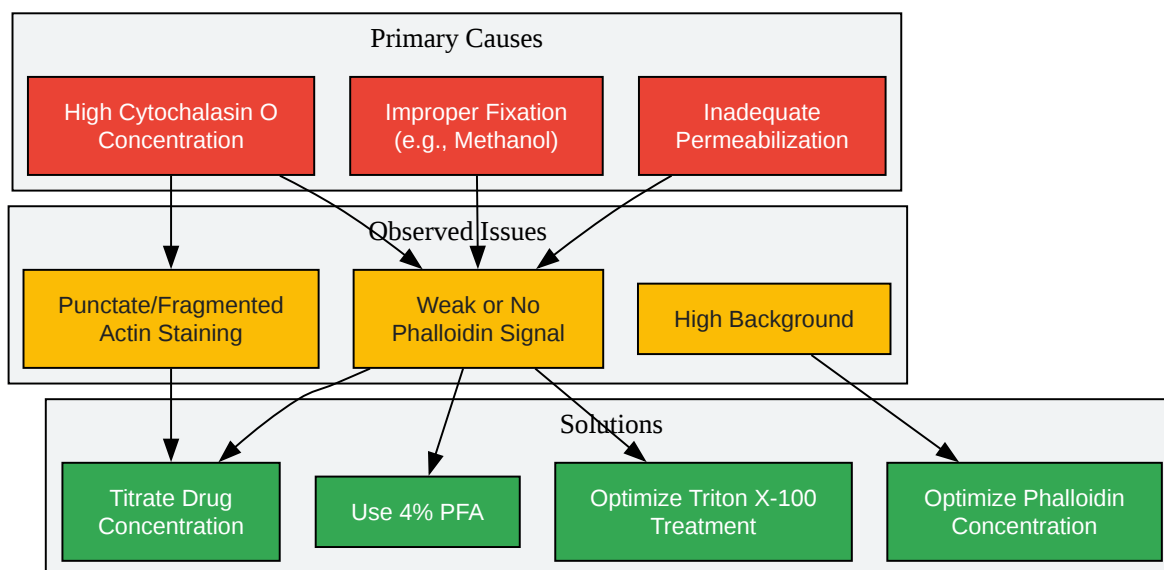 Primary Causes
High Cytochalasin O
Concentration
Improper Fixation
(e.g., Methanol)
Inadequate
Permeabilization
Observed Issues
Punctate/Fragmented
Actin Staining
Weak or No
Phalloidin Signal
High Background
Solutions
Titrate Drug
Concentration
Use 4% PFA
Optimize Triton X-100
Treatment
Optimize Phalloidin
Concentration